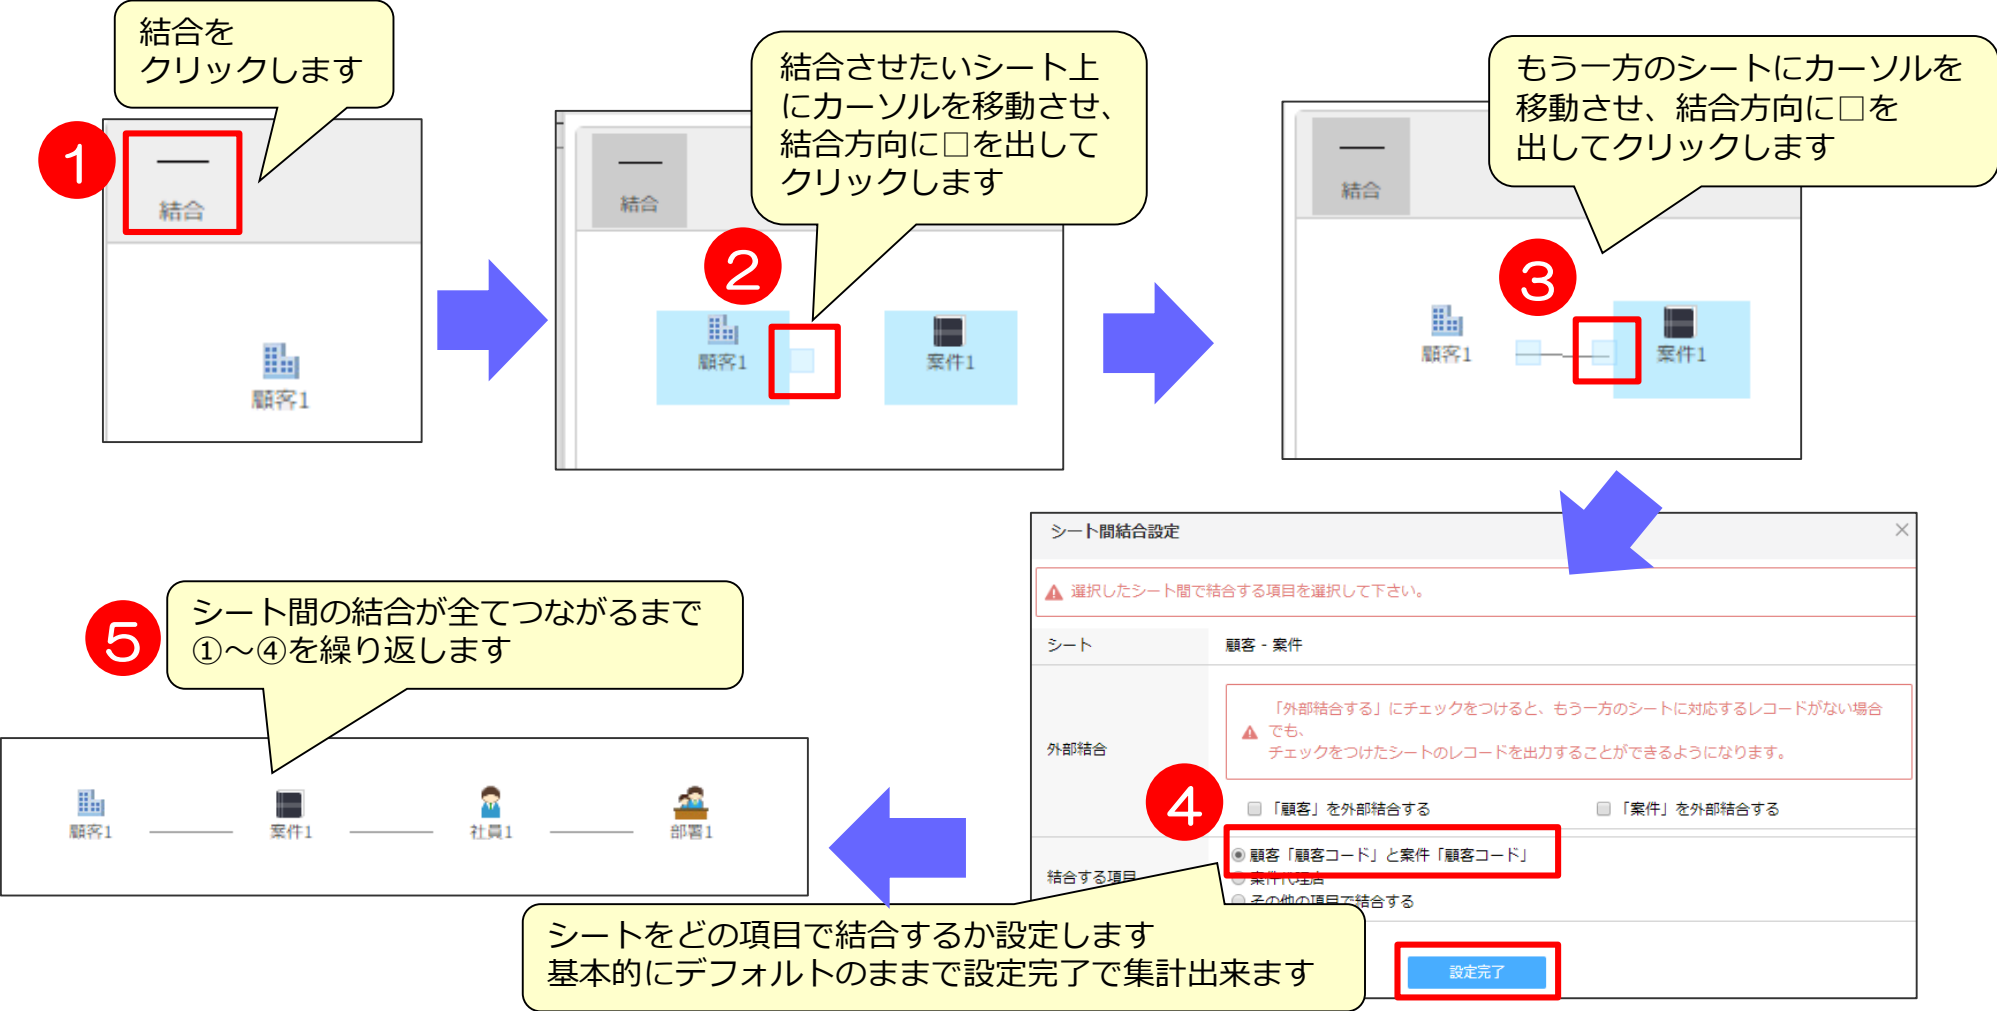 結合を
クリックします
①
結合
顧客1
結合させたいシート上
にカーソルを移動させ、
結合方向に□を出して
クリックします
結合
②
顧客1
案件1
もう一方のシートにカーソルを
移動させ、結合方向に□を
出してクリックします
結合
③
顧客1
案件1
シート間結合設定
×
選択したシート間で結合する項目を選択して下さい。
シート
顧客 - 案件
外部結合
「外部結合する」にチェックをつけると、もう一方のシートに対応するレコードがない場合
でも、
チェックをつけたシートのレコードを出力することができるようになります。
「顧客」を外部結合する
「案件」を外部結合する
④
結合する項目
顧客「顧客コード」と案件「顧客コード」
案件代理店
その他の項目で結合する
シートをどの項目で結合するか設定します
基本的にデフォルトのままで設定完了で集計出来ます
設定完了
⑤
シート間の結合が全てつながるまで
①～④を繰り返します
顧客1
案件1
社員1
部署1